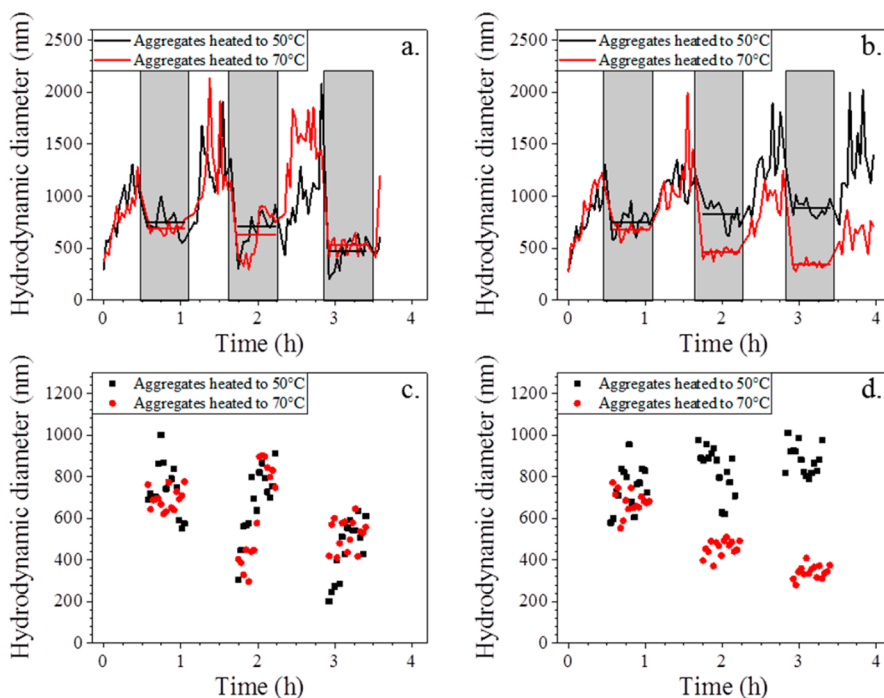 2500
2000
1500
1000
500
0
Hydrodynamic diameter (nm)
Aggregates heated to 50°C
Aggregates heated to 70°C
a.
0 1 2 3 4
Time (h)
2500
2000
1500
1000
500
0
Hydrodynamic diameter (nm)
Aggregates heated to 50°C
Aggregates heated to 70°C
b.
0 1 2 3 4
Time (h)
1200
1000
800
600
400
200
0
Hydrodynamic diameter (nm)
Aggregates heated to 50°C
Aggregates heated to 70°C
c.
0 1 2 3 4
Time (h)
1200
1000
800
600
400
200
0
Hydrodynamic diameter (nm)
Aggregates heated to 50°C
Aggregates heated to 70°C
d.
0 1 2 3 4
Time (h)